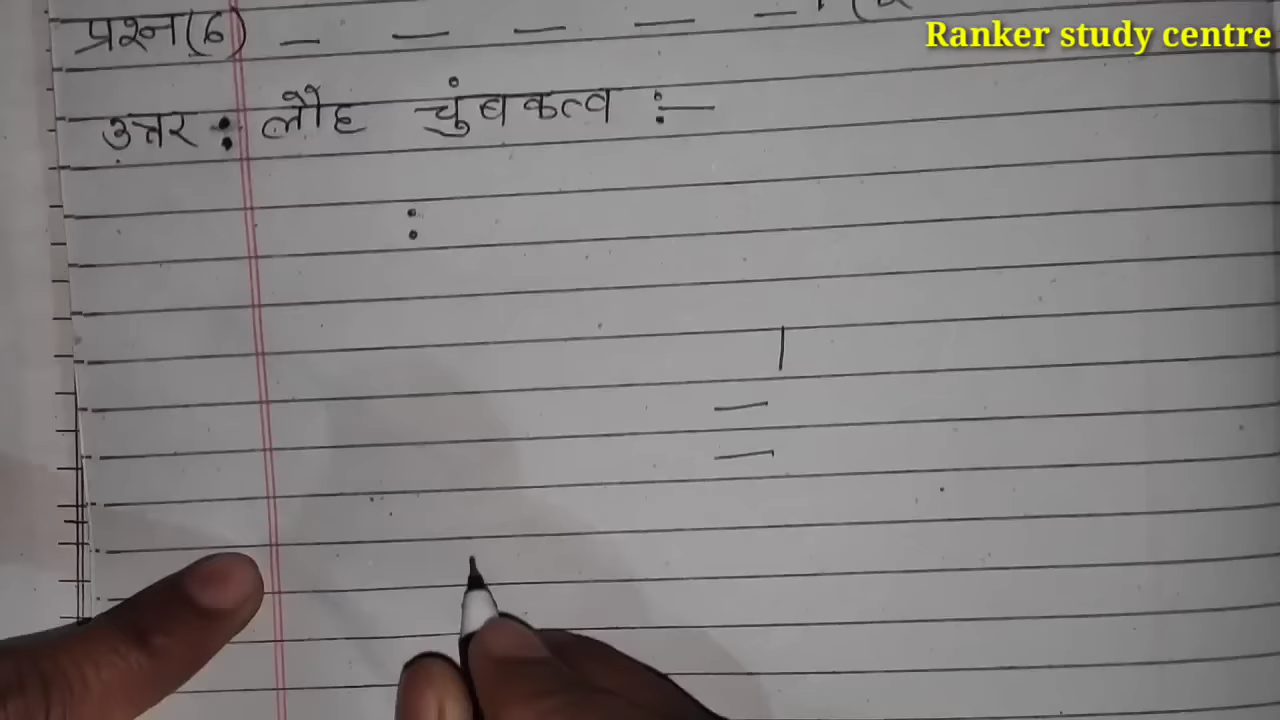 Ranker study centre
प्रश्न(6) — — — — —
उत्तर : लौह चुंबकत्व :—
: